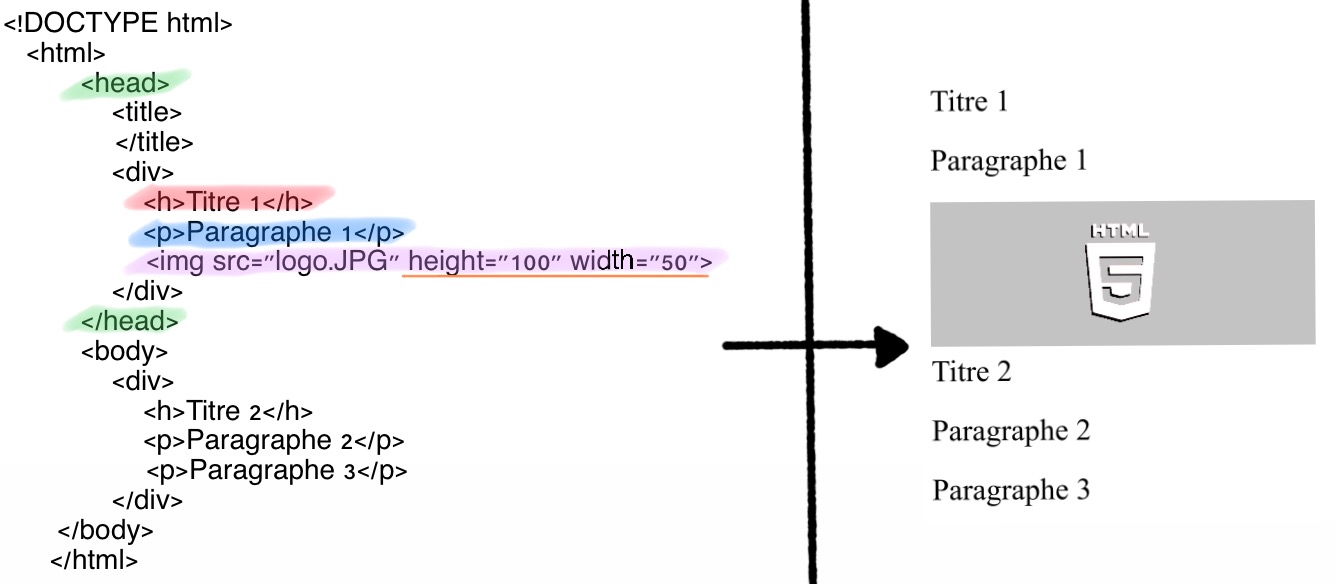 <!DOCTYPE html>
<html>
<head>
<title>
</title>
<div>
<h>Titre 1</h>
<p>Paragraphe 1</p>
<img src="logo.JPG" height="100" width="50">
</div>
</head>
<body>
<div>
<h>Titre 2</h>
<p>Paragraphe 2</p>
<p>Paragraphe 3</p>
</div>
</body>
</html>
Titre 1
Paragraphe 1
HTML
5
Titre 2
Paragraphe 2
Paragraphe 3